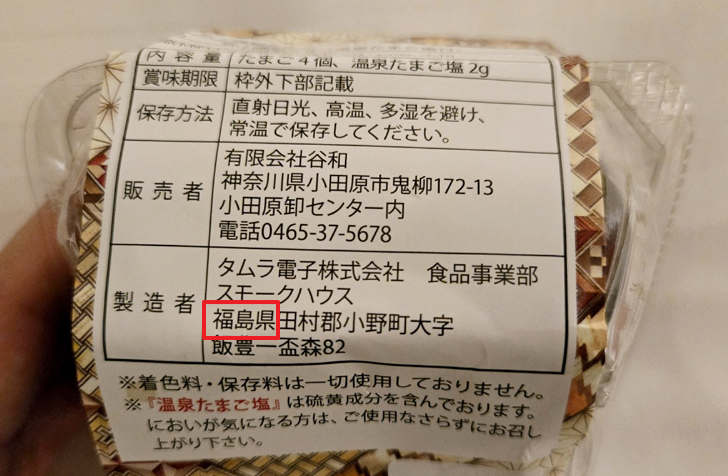 内容量 たまご4個、温泉たまご塩2g
賞味期限 枠外下部記載
保存方法 直射日光、高温、多湿を避け、
常温で保存してください。
販売者 有限会社谷和
神奈川県小田原市鬼柳172-13
小田原卸センター内
電話0465-37-5678
製造者 タムラ電子株式会社 食品事業部
スモークハウス
福島県田村郡小野町大字
飯豊一盃森82
※着色料・保存料は一切使用しておりません。
※『温泉たまご塩』は硫黄成分を含んでおります。
においが気になる方は、ご使用なさらずにお召し
上がり下さい。